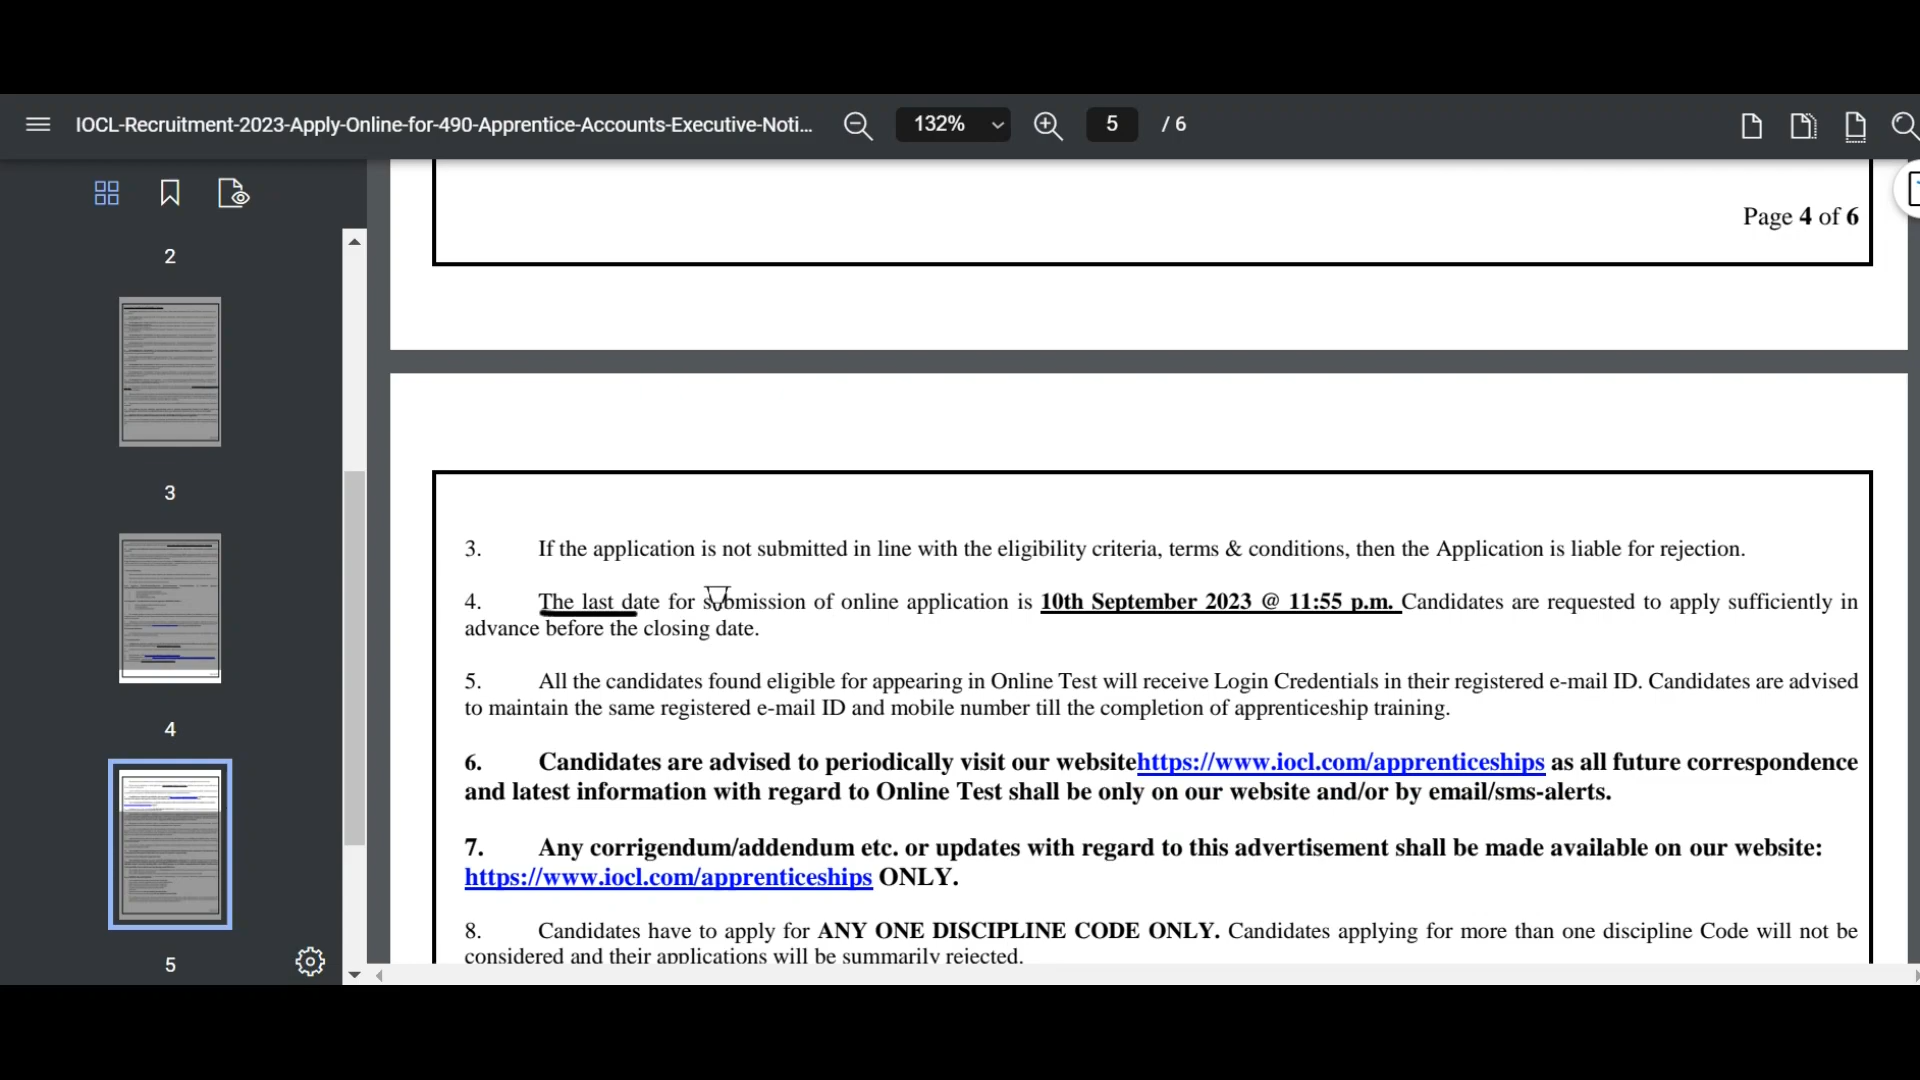 IOCL-Recruitment-2023-Apply-Online-for-490-Apprentice-Accounts-Executive-Noti...
132%
5
/ 6
2
3
4
5
Page 4 of 6
3. If the application is not submitted in line with the eligibility criteria, terms & conditions, then the Application is liable for rejection.
4. The last date for submission of online application is 10th September 2023 @ 11:55 p.m. Candidates are requested to apply sufficiently in
advance before the closing date.
5. All the candidates found eligible for appearing in Online Test will receive Login Credentials in their registered e-mail ID. Candidates are advised
to maintain the same registered e-mail ID and mobile number till the completion of apprenticeship training.
6. Candidates are advised to periodically visit our websitehttps://www.iocl.com/apprenticeships as all future correspondence
and latest information with regard to Online Test shall be only on our website and/or by email/sms-alerts.
7. Any corrigendum/addendum etc. or updates with regard to this advertisement shall be made available on our website:
https://www.iocl.com/apprenticeships ONLY.
8. Candidates have to apply for ANY ONE DISCIPLINE CODE ONLY. Candidates applying for more than one discipline Code will not be
considered and their applications will be summarily rejected.